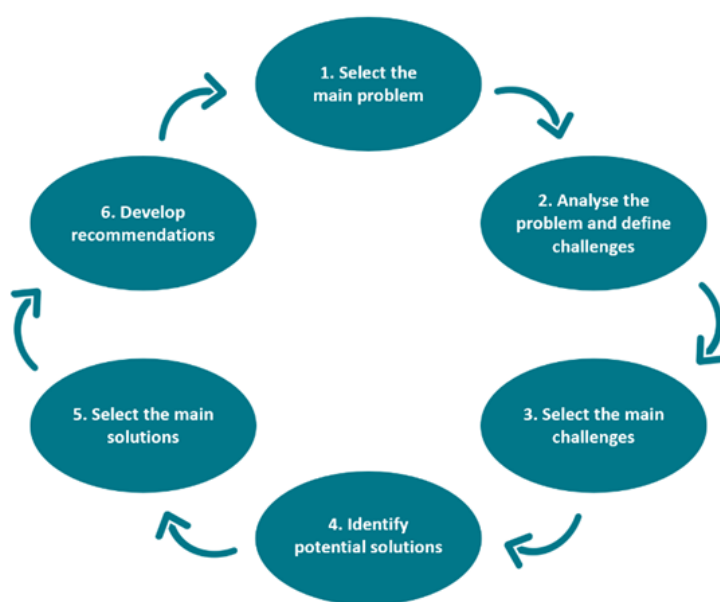 1. Select the
main problem
2. Analyse the
problem and define
challenges
3. Select the main
challenges
4. Identify
potential solutions
5. Select the main
solutions
6. Develop
recommendations